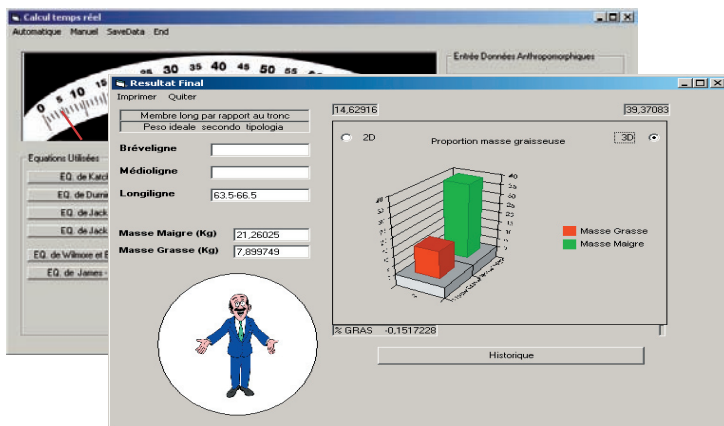 Calcul temps réel
Automatique Manuel SaveData End
Entrée Données Anthropomorphiques
0 5 10 15 30 35 40 45 50 55
Equations Utilisées
EQ. de
EQ. de
EQ. de Jack
EQ. de Jack
EQ. de Wilmore et
EQ. de James -
Resultat Final
Imprimer Quiter
Membre long par rapport au tronc
Peso ideale secondo tipologia
Bréveligne
Médioligne
Longiligne 63.5-66.5
Masse Maigre (Kg) 21,26025
Masse Grasse (Kg) 7,899749
14,62916 39,37083
2D Proportion masse graisseuse 3D
Masse Grasse
Masse Maigre
% GRAS -0,1517228
Historique